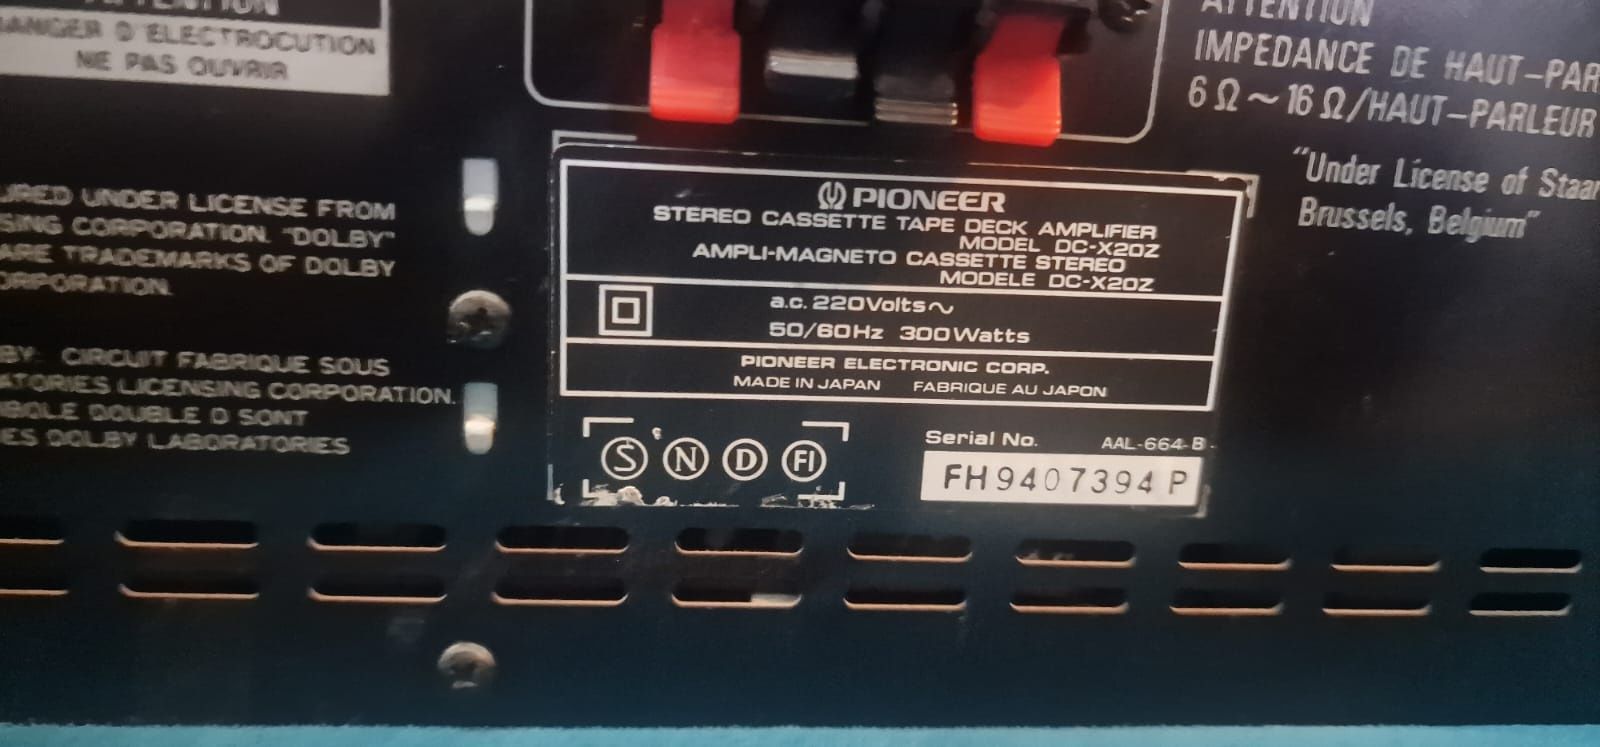 ATTENTION
DANGER D'ELECTROCUTION
NE PAS OUVRIR
ATTENTION
IMPEDANCE DE HAUT-PAR
6Ω~16Ω/HAUT-PARLEUR
"Under License of Staar
Brussels, Belgium"
URED UNDER LICENSE FROM
SING CORPORATION. "DOLBY"
ARE TRADEMARKS OF DOLBY
ORPORATION.
BY: CIRCUIT FABRIQUE SOUS
ATORIES LICENSING CORPORATION.
BOLE DOUBLE D SONT
ES DOLBY LABORATORIES
PIONEER
STEREO CASSETTE TAPE DECK AMPLIFIER
MODEL DC-X20Z
AMPLI-MAGNETO CASSETTE STEREO
MODELE DC-X20Z
a.c. 220Volts~
50/60Hz 300Watts
PIONEER ELECTRONIC CORP.
MADE IN JAPAN FABRIQUE AU JAPON
S N D FI
Serial No. AAL-664-B
FH9407394P